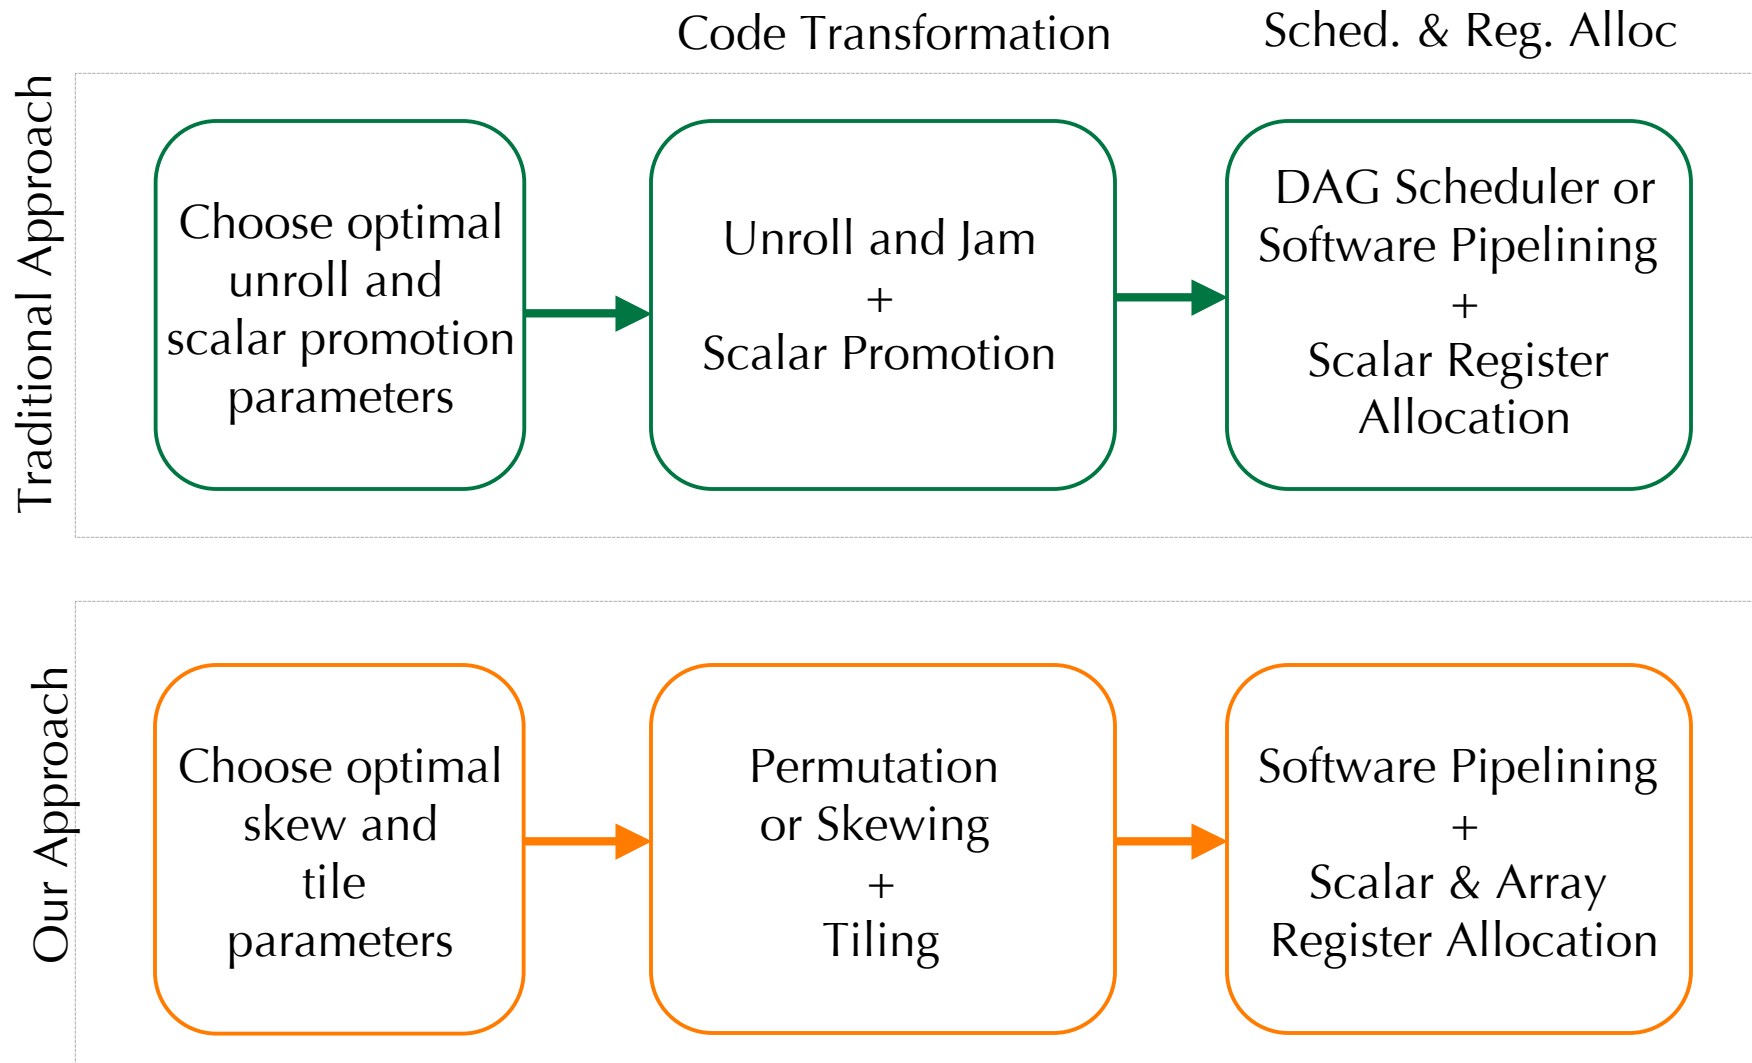 Code Transformation
Sched. & Reg. Alloc
Traditional Approach
Choose optimal
unroll and
scalar promotion
parameters
Unroll and Jam
+
Scalar Promotion
DAG Scheduler or
Software Pipelining
+
Scalar Register
Allocation
Our Approach
Choose optimal
skew and
tile
parameters
Permutation
or Skewing
+
Tiling
Software Pipelining
+
Scalar & Array
Register Allocation